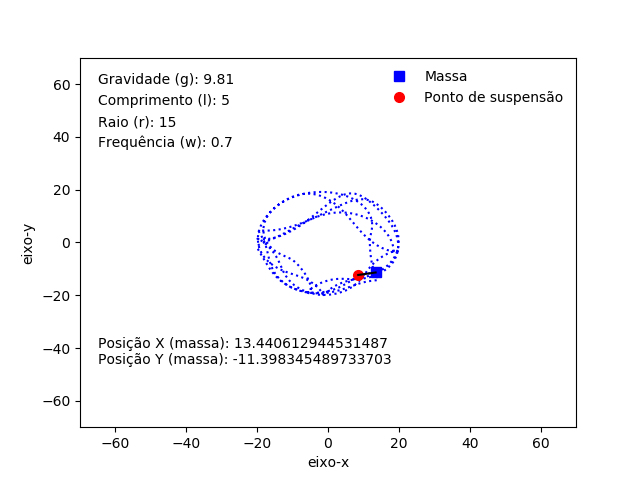 Gravidade (g): 9.81
Comprimento (l): 5
Raio (r): 15
Frequência (w): 0.7
Massa
Ponto de suspensão
60
40
20
0
−20
−40
−60
eixo-y
Posição X (massa): 13.440612944531487
Posição Y (massa): -11.398345489733703
−60
−40
−20
0
20
40
60
eixo-x